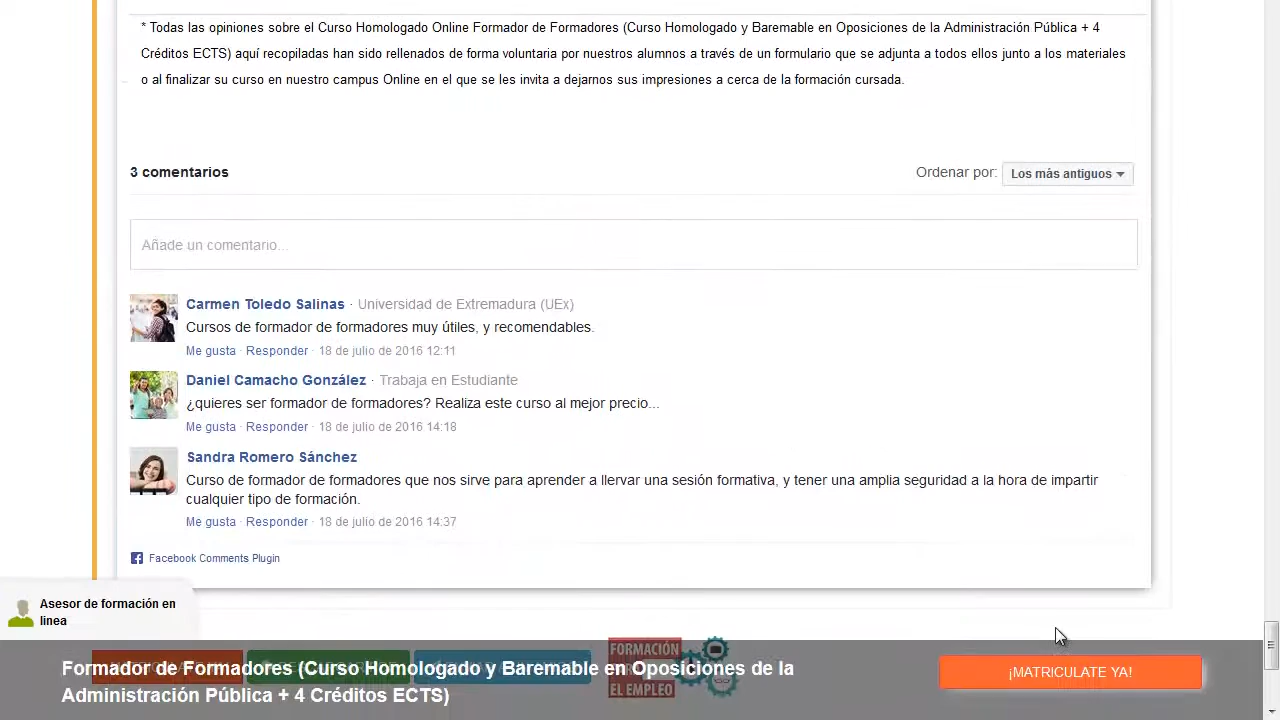 * Todas las opiniones sobre el Curso Homologado Online Formador de Formadores (Curso Homologado y Baremable en Oposiciones de la Administración Pública + 4
Créditos ECTS) aquí recopiladas han sido rellenados de forma voluntaria por nuestros alumnos a través de un formulario que se adjunta a todos ellos junto a los materiales
o al finalizar su curso en nuestro campus Online en el que se les invita a dejarnos sus impresiones a cerca de la formación cursada.
3 comentarios
Ordenar por: Los más antiguos
Añade un comentario...
Carmen Toledo Salinas · Universidad de Extremadura (UEx)
Cursos de formador de formadores muy útiles, y recomendables.
Me gusta · Responder · 18 de julio de 2016 12:11
Daniel Camacho González · Trabaja en Estudiante
¿quieres ser formador de formadores? Realiza este curso al mejor precio...
Me gusta · Responder · 18 de julio de 2016 14:18
Sandra Romero Sánchez
Curso de formador de formadores que nos sirve para aprender a llervar una sesión formativa, y tener una amplia seguridad a la hora de impartir
cualquier tipo de formación.
Me gusta · Responder · 18 de julio de 2016 14:37
Facebook Comments Plugin
Asesor de formación en
linea
FORMACIÓN
EL EMPLEO
Formador de Formadores (Curso Homologado y Baremable en Oposiciones de la
Administración Pública + 4 Créditos ECTS)
¡MATRICULATE YA!